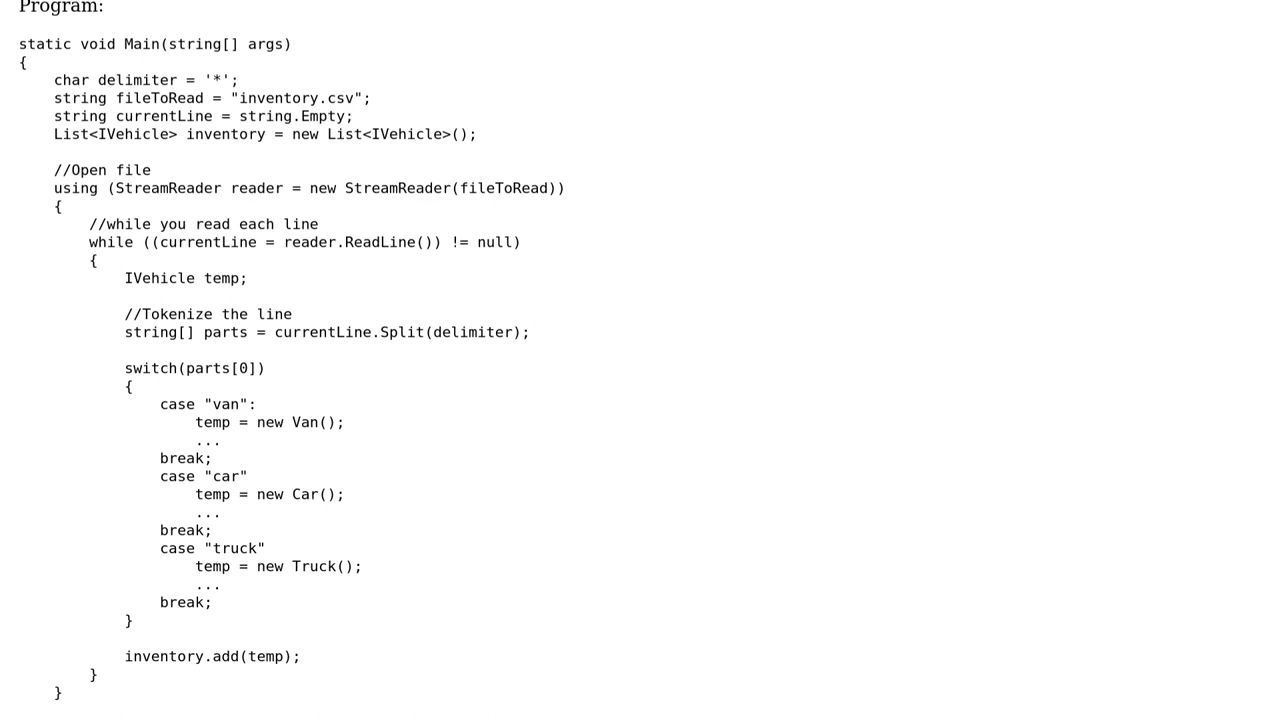 Program:
static void Main(string[] args)
{
    char delimiter = '*';
    string fileToRead = "inventory.csv";
    string currentLine = string.Empty;
    List<IVehicle> inventory = new List<IVehicle>();

    //Open file
    using (StreamReader reader = new StreamReader(fileToRead))
    {
        //while you read each line
        while ((currentLine = reader.ReadLine()) != null)
        {
            IVehicle temp;

            //Tokenize the line
            string[] parts = currentLine.Split(delimiter);

            switch(parts[0])
            {
                case "van":
                    temp = new Van();
                    ...
                break;
                case "car"
                    temp = new Car();
                    ...
                break;
                case "truck"
                    temp = new Truck();
                    ...
                break;
            }

            inventory.add(temp);
        }
    }